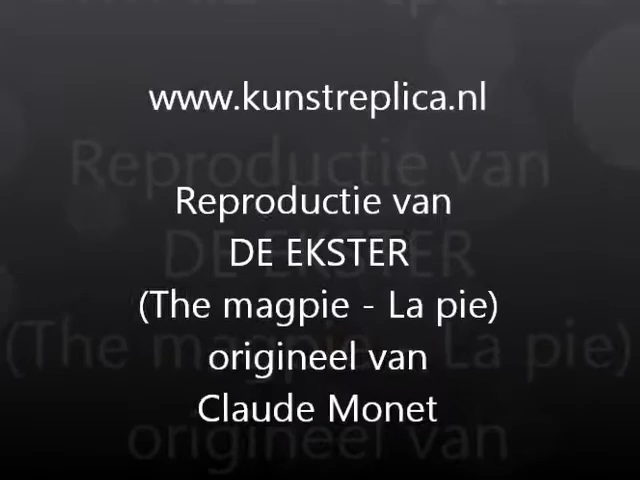 www.kunstreplica.nl
Reproductie van
DE EKSTER
(The magpie - La pie)
origineel van
Claude Monet